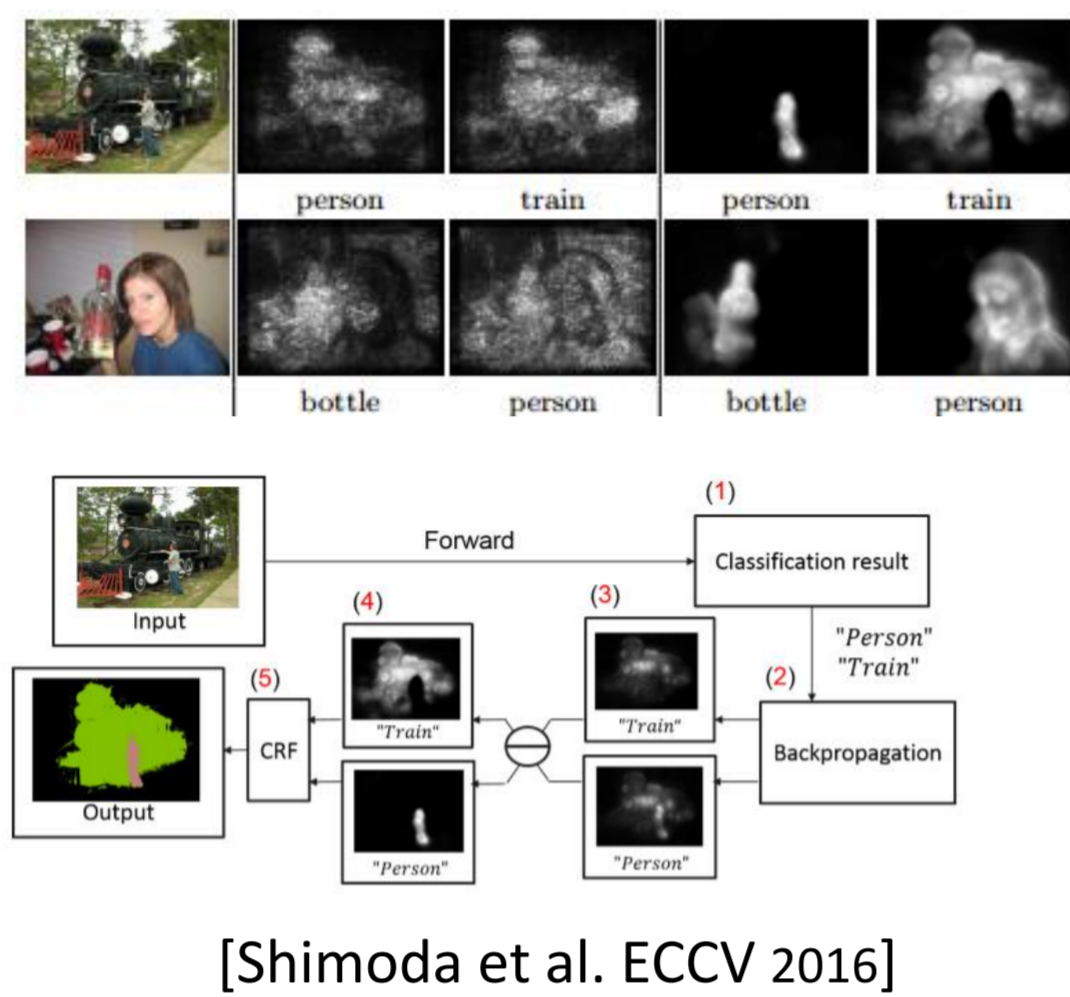 person train person train
bottle person bottle person
(1)
Forward
Classification result
Input
(4) (3)
"Person"
"Train"
(5) (2)
"Train" "Train"
CRF
Backpropagation
Output
"Person" "Person"
[Shimoda et al. ECCV 2016]